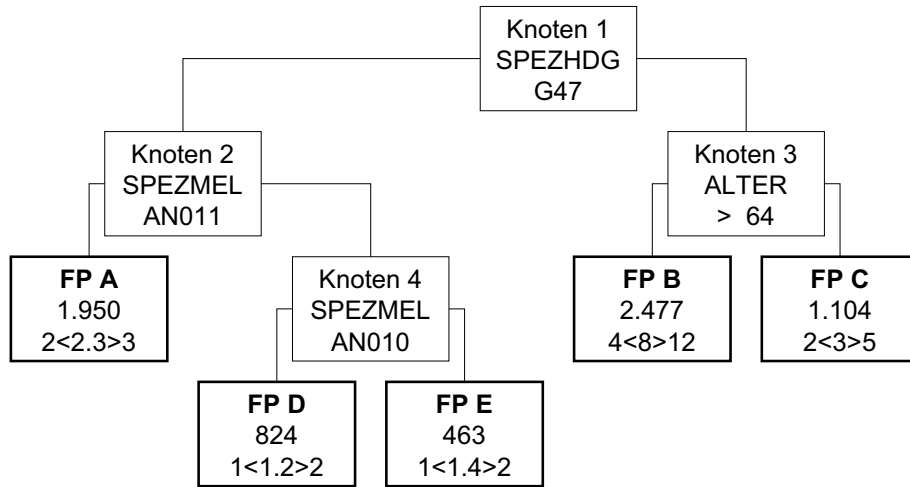 Knoten 1
SPEZHDG
G47
Knoten 2
SPEZMEL
AN011
Knoten 3
ALTER
> 64
FP A
1.950
2<2.3>3
Knoten 4
SPEZMEL
AN010
FP B
2.477
4<8>12
FP C
1.104
2<3>5
FP D
824
1<1.2>2
FP E
463
1<1.4>2